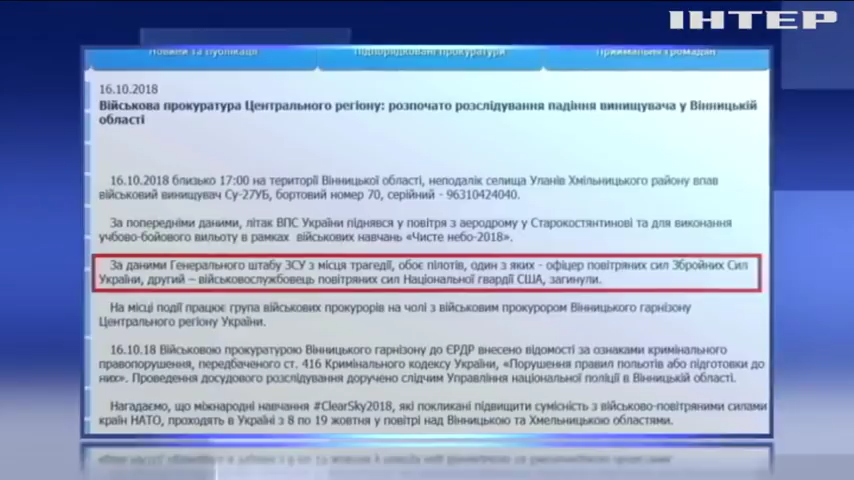 ІНТЕР
Новини та публікації Підпорядковані прокуратури Приймальня громадян
16.10.2018
Військова прокуратура Центрального регіону: розпочато розслідування падіння винищувача у Вінницькій
області
16.10.2018 близько 17:00 на території Вінницької області, неподалік селища Уланів Хмільницького району впав
військовий винищувач Су-27УБ, бортовий номер 70, серійний - 96310424040.
За попередніми даними, літак ВПС України піднявся у повітря з аеродрому у Старокостянтинові та для виконання
учбово-бойового вильоту в рамках військових навчань «Чисте небо-2018».
За даними Генерального штабу ЗСУ з місця трагедії, обоє пілотів, один з яких - офіцер повітряних сил Збройних Сил
України, другий – військовослужбовець повітряних сил Національної гвардії США, загинули.
На місці події працює група військових прокурорів на чолі з військовим прокурором Вінницького гарнізону
Центрального регіону України.
16.10.18 Військовою прокуратурою Вінницького гарнізону до ЄРДР внесено відомості за ознаками кримінального
правопорушення, передбаченого ст. 416 Кримінального кодексу України, «Порушення правил польотів або підготовки до
них». Проведення досудового розслідування доручено слідчим Управління національної поліції в Вінницькій області.
Нагадаємо, що міжнародні навчання #ClearSky2018, які покликані підвищити сумісність з військово-повітряними силами
країн НАТО, проходять в Україні з 8 по 19 жовтня у повітрі над Вінницькою та Хмельницькою областями.